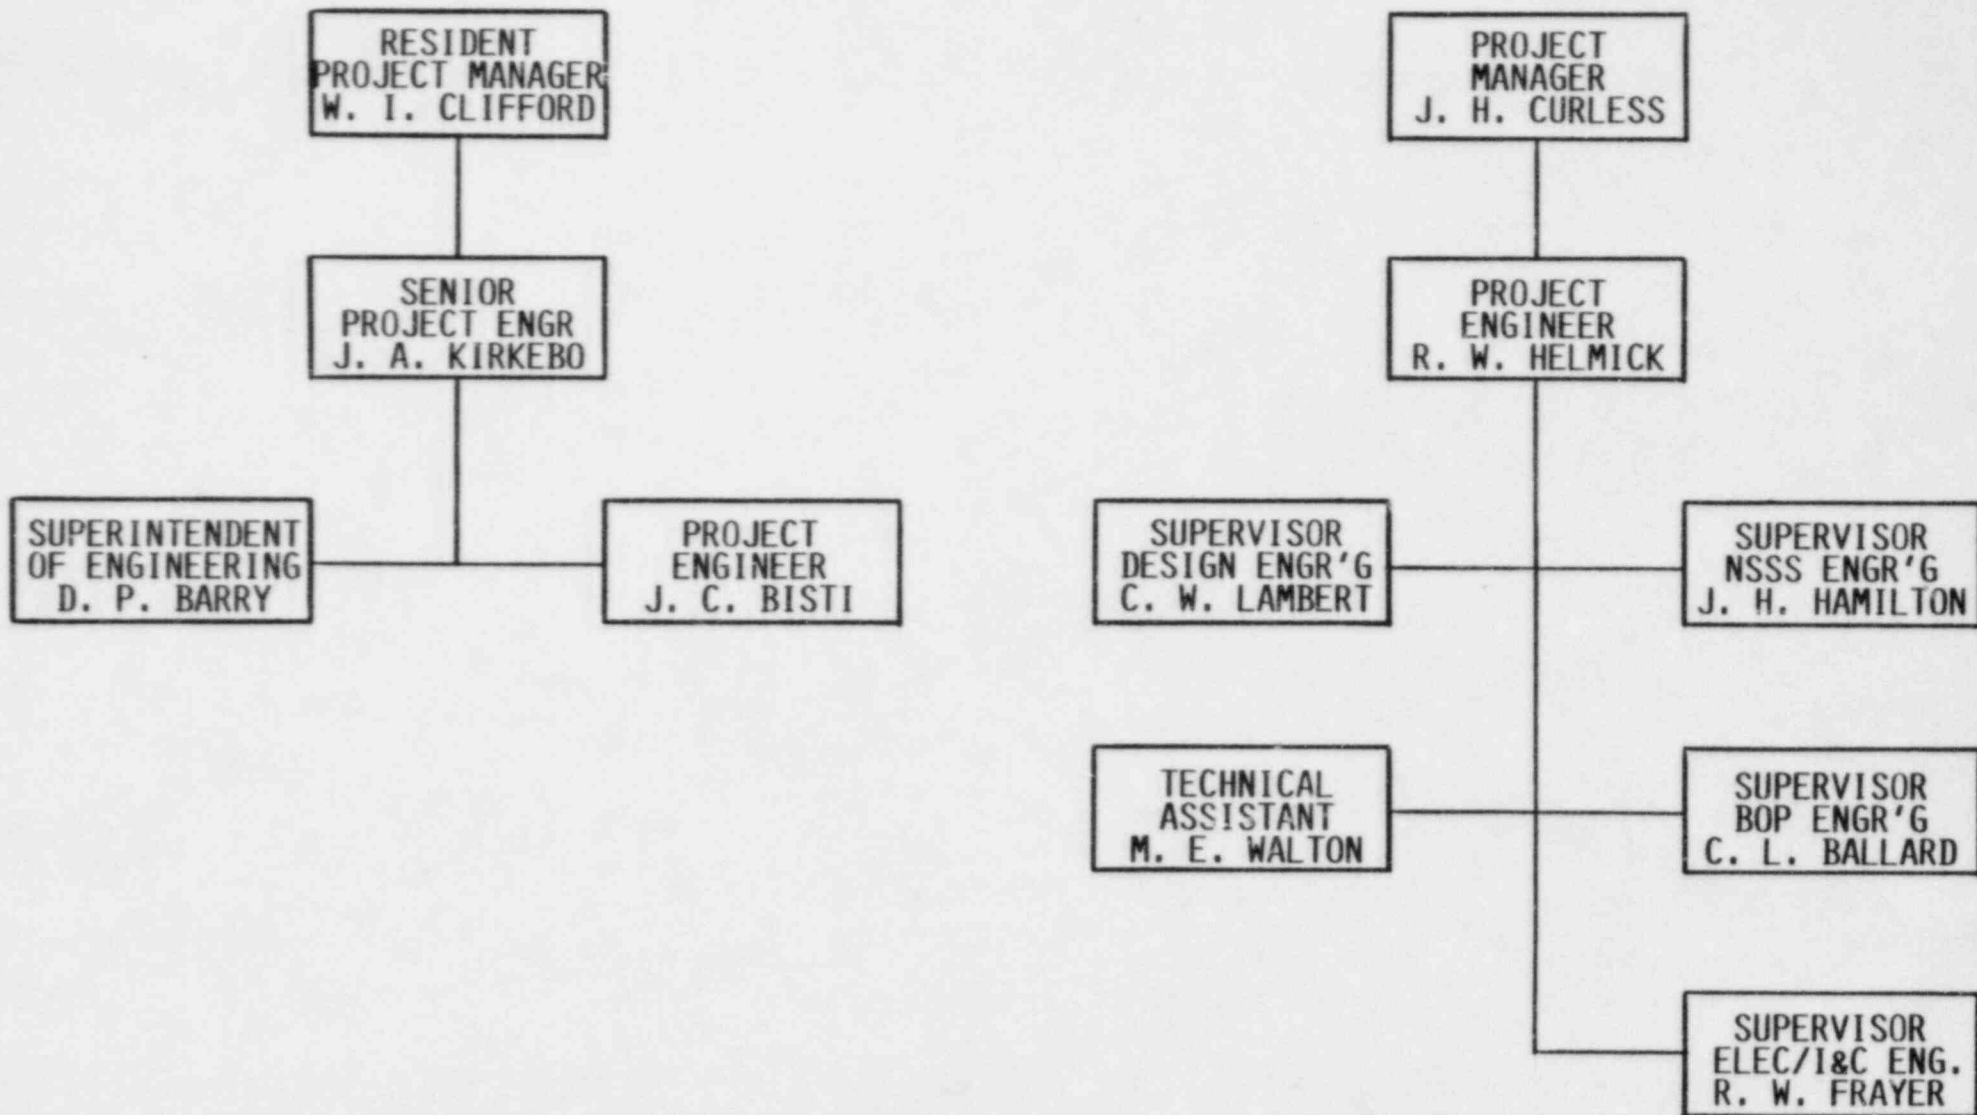 RESIDENT
PROJECT MANAGER
W. I. CLIFFORD
PROJECT
MANAGER
J. H. CURLESS
SENIOR
PROJECT ENGR
J. A. KIRKEBO
PROJECT
ENGINEER
R. W. HELMICK
SUPERINTENDENT
OF ENGINEERING
D. P. BARRY
PROJECT
ENGINEER
J. C. BISTI
SUPERVISOR
DESIGN ENGR'G
C. W. LAMBERT
SUPERVISOR
NSSS ENGR'G
J. H. HAMILTON
TECHNICAL
ASSISTANT
M. E. WALTON
SUPERVISOR
BOP ENGR'G
C. L. BALLARD
SUPERVISOR
ELEC/I&C ENG.
R. W. FRAYER